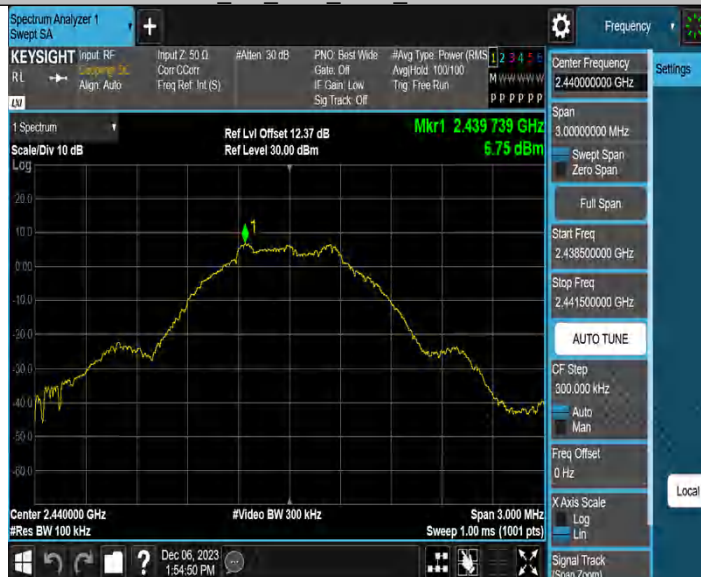 Spectrum Analyzer 1
Swept SA
Frequency
KEYSIGHT
Input: RF
Input Z: 50 Ω
#Atten: 30 dB
PNO: Best Wide
#Avg Type: Power (RMS
1 2 3 4 5 6
RL
Align: Auto
Corr CCorr
Freq Ref: Int (S)
Gate: Off
IF Gain: Low
Sig Track: Off
Avg|Hold: 100/100
Trig: Free Run
M W W W W W
P P P P P P
LXI
1 Spectrum
Scale/Div 10 dB
Ref Lvl Offset 12.37 dB
Ref Level 30.00 dBm
Mkr1 2.439 739 GHz
6.75 dBm
Log
20.0
10.0
0.00
-10.0
-20.0
-30.0
-40.0
-50.0
-60.0
1
Center 2.440000 GHz
#Res BW 100 kHz
#Video BW 300 kHz
Span 3.000 MHz
Sweep 1.00 ms (1001 pts)
Dec 06, 2023
1:54:50 PM
Center Frequency
2.440000000 GHz
Span
3.00000000 MHz
Swept Span
Zero Span
Full Span
Start Freq
2.438500000 GHz
Stop Freq
2.441500000 GHz
AUTO TUNE
CF Step
300.000 kHz
Auto
Man
Freq Offset
0 Hz
X Axis Scale
Log
Lin
Signal Track
(Span Zoom)
Settings
Local